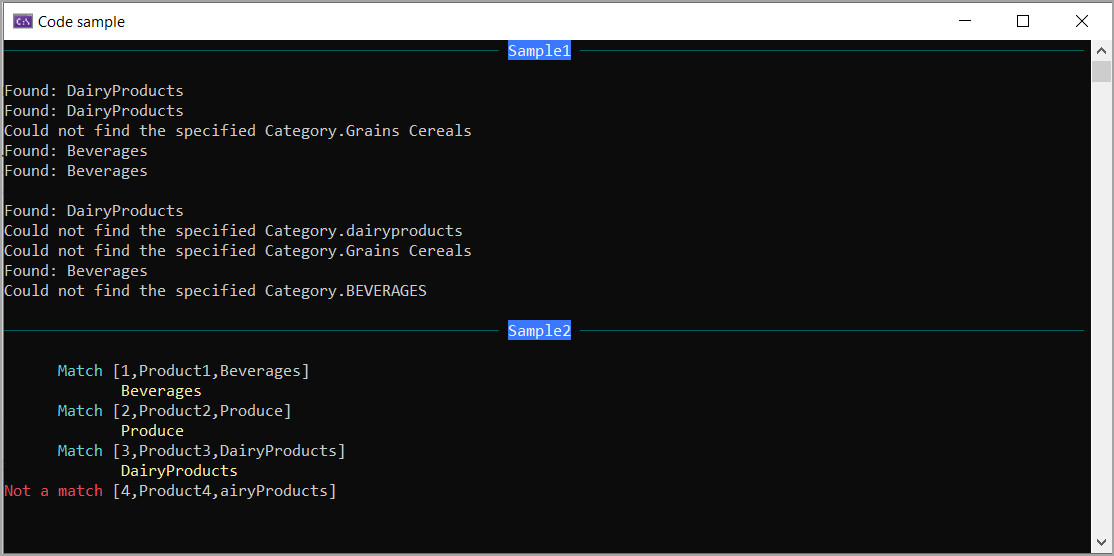 C:\ Code sample
Sample1
Found: DairyProducts
Found: DairyProducts
Could not find the specified Category.Grains Cereals
Found: Beverages
Found: Beverages
Found: DairyProducts
Could not find the specified Category.dairyproducts
Could not find the specified Category.Grains Cereals
Found: Beverages
Could not find the specified Category.BEVERAGES
Sample2
Match [1,Product1,Beverages]
Beverages
Match [2,Product2,Produce]
Produce
Match [3,Product3,DairyProducts]
DairyProducts
Not a match [4,Product4,airyProducts]